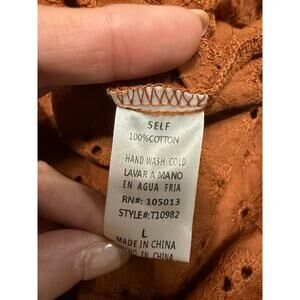 SELF
100%COTTON
HAND WASH COLD
LAVAR A MANO
EN AGUA FRIA
RN#: 105013
STYLE#:T10982
L
MADE IN CHINA
HECHO EN CHINA